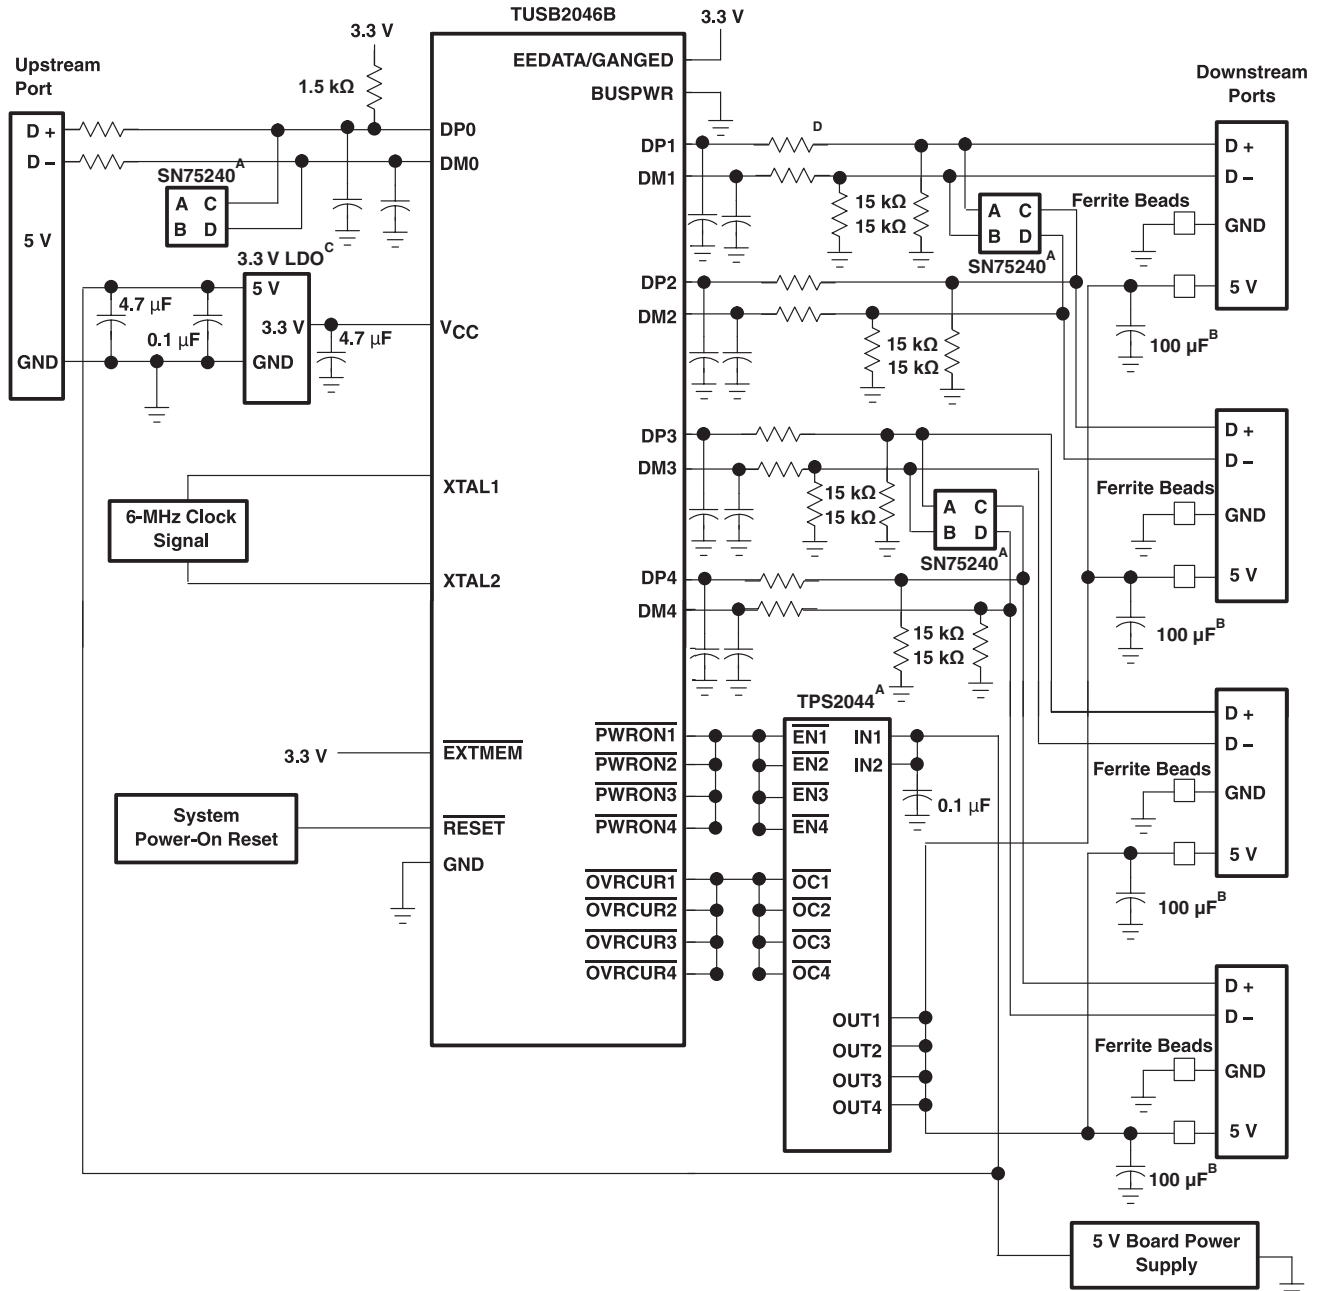 TUSB2046B
3.3 V
3.3 V
Upstream
Port
1.5 kΩ
EEDATA/GANGED
BUSPWR
Downstream
Ports
D +
D −
5 V
GND
DP0
DM0
SN75240A
A C
B D
3.3 V LDOC
5 V
3.3 V
GND
4.7 µF
0.1 µF
4.7 µF
VCC
DP1
DM1
D
15 kΩ
15 kΩ
A C
B D
SN75240A
Ferrite Beads
D +
D −
GND
5 V
100 µFB
DP2
DM2
15 kΩ
15 kΩ
DP3
DM3
15 kΩ
15 kΩ
A C
B D
SN75240A
D +
D −
Ferrite Beads
GND
5 V
100 µFB
XTAL1
6-MHz Clock
Signal
XTAL2
DP4
DM4
15 kΩ
15 kΩ
TPS2044A
3.3 V
EXTMEM
System
Power-On Reset
RESET
GND
PWRON1
PWRON2
PWRON3
PWRON4
OVRCUR1
OVRCUR2
OVRCUR3
OVRCUR4
EN1
EN2
EN3
EN4
OC1
OC2
OC3
OC4
IN1
IN2
0.1 µF
OUT1
OUT2
OUT3
OUT4
D +
D −
Ferrite Beads
GND
5 V
100 µFB
D +
D −
Ferrite Beads
GND
5 V
100 µFB
5 V Board Power
Supply